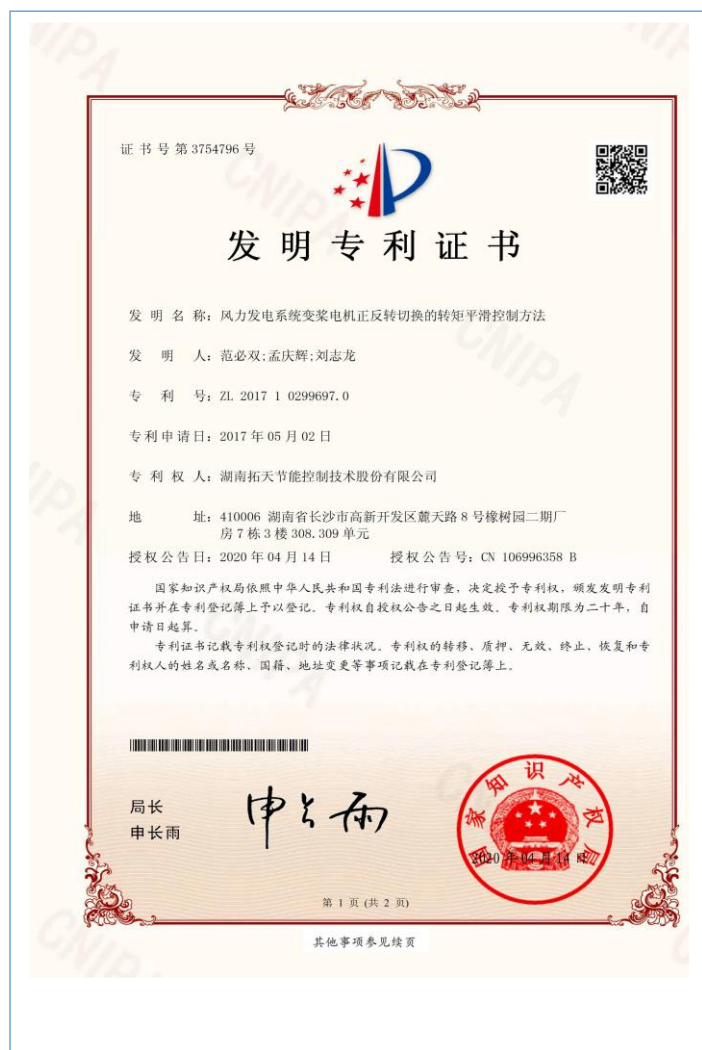 证书号第3754796号
发明专利证书
发明名称：风力发电系统变桨电机正反转切换的转矩平滑控制方法
发明人：范必双;孟庆辉;刘志龙
专利号：ZL 2017 1 0299697.0
专利申请日：2017年05月02日
专利权人：湖南拓天节能控制技术股份有限公司
地址：410006 湖南省长沙市高新开发区麓天路8号橡树园二期厂
房7栋3楼308.309单元
授权公告日：2020年04月14日 授权公告号：CN 106996358 B
国家知识产权局依照中华人民共和国专利法进行审查，决定授予专利权，颁发发明专利
证书并在专利登记簿上予以登记。专利权自授权公告之日起生效。专利权期限为二十年，自
申请日起算。
专利证书记载专利权登记时的法律状况。专利权的转移、质押、无效、终止、恢复和专
利权人的姓名或名称、国籍、地址变更等事项记载在专利登记簿上。
局长
申长雨
申长雨
国家知识产权局
2020年04月14日
第1页(共2页)
其他事项参见续页
CNIPA
CNIPA
CNIPA
CNIPA
CNIPA
CNIPA
CNIPA